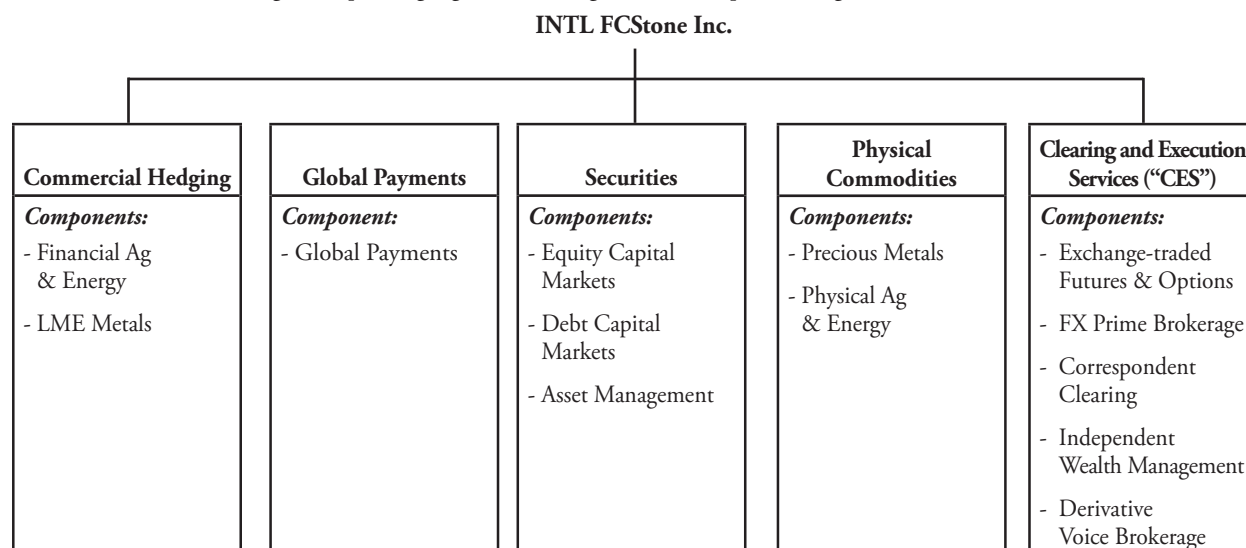 INTL FCStone Inc.
Commercial Hedging
Components:
- Financial Ag
& Energy
- LME Metals
Global Payments
Component:
- Global Payments
Securities
Components:
- Equity Capital
Markets
- Debt Capital
Markets
- Asset Management
Physical
Commodities
Components:
- Precious Metals
- Physical Ag
& Energy
Clearing and Execution
Services (“CES”)
Components:
- Exchange-traded
Futures & Options
- FX Prime Brokerage
- Correspondent
Clearing
- Independent
Wealth Management
- Derivative
Voice Brokerage